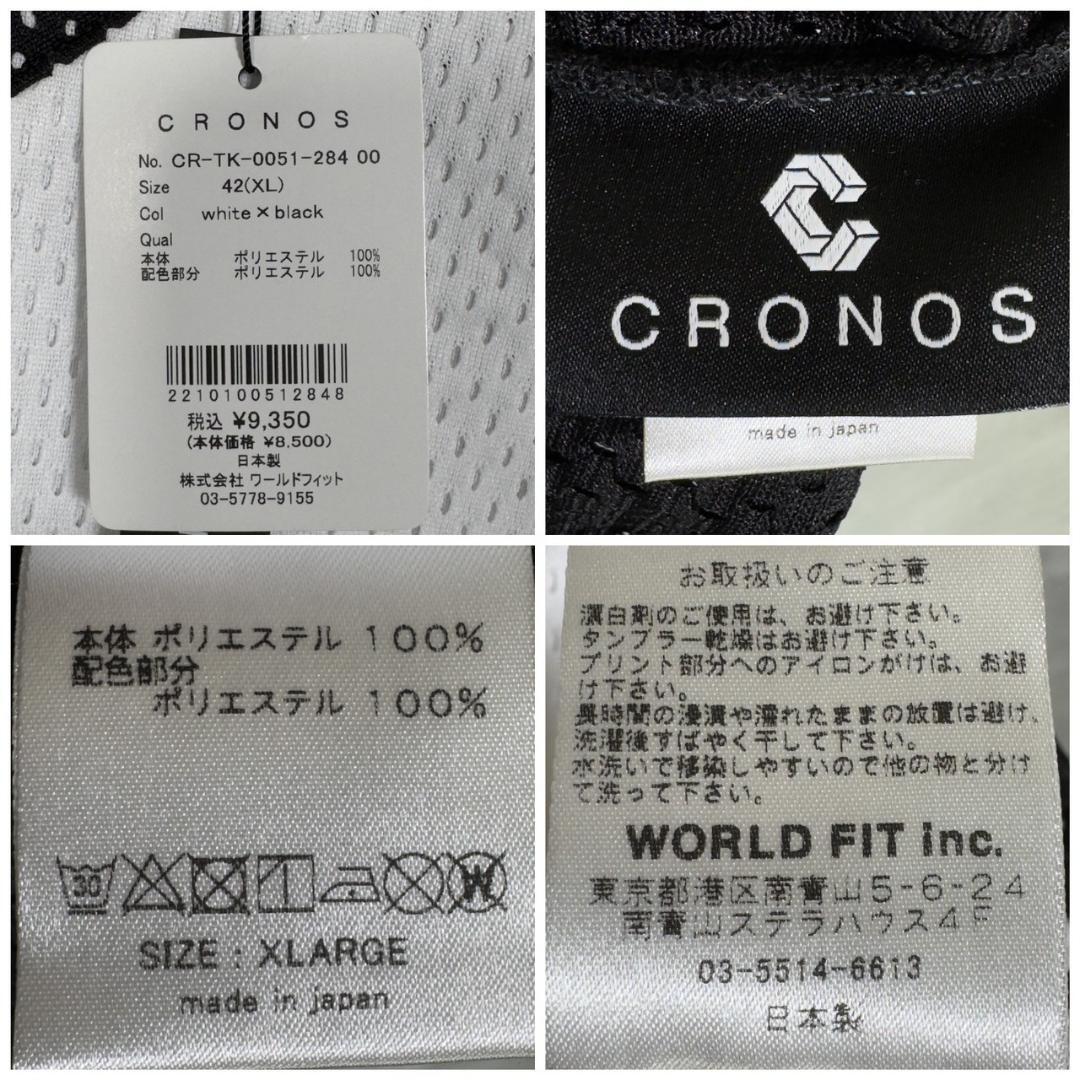 CRONOS
No. CR-TK-0051-284 00
Size 42(XL)
Col white×black
Qual
本体 ポリエステル 100%
配色部分 ポリエステル 100%
2210100512848
税込 ¥9,350
(本体価格 ¥8,500)
日本製
株式会社 ワールドフィット
03-5778-9155
CRONOS
made in japan
本体 ポリエステル 100%
配色部分
ポリエステル 100%
30
W
SIZE : XLARGE
made in japan
お取扱いのご注意
漂白剤のご使用は、お避け下さい。
タンブラー乾燥はお避け下さい。
プリント部分へのアイロンがけは、お避
け下さい。
長時間の浸漬や濡れたままの放置は避け、
洗濯後すばやく干して下さい。
水洗いで移染しやすいので他の物と分け
て洗って下さい。
WORLD FIT inc.
東京都港区南青山5-6-24
南青山ステラハウス4F
03-5514-6613
日本製